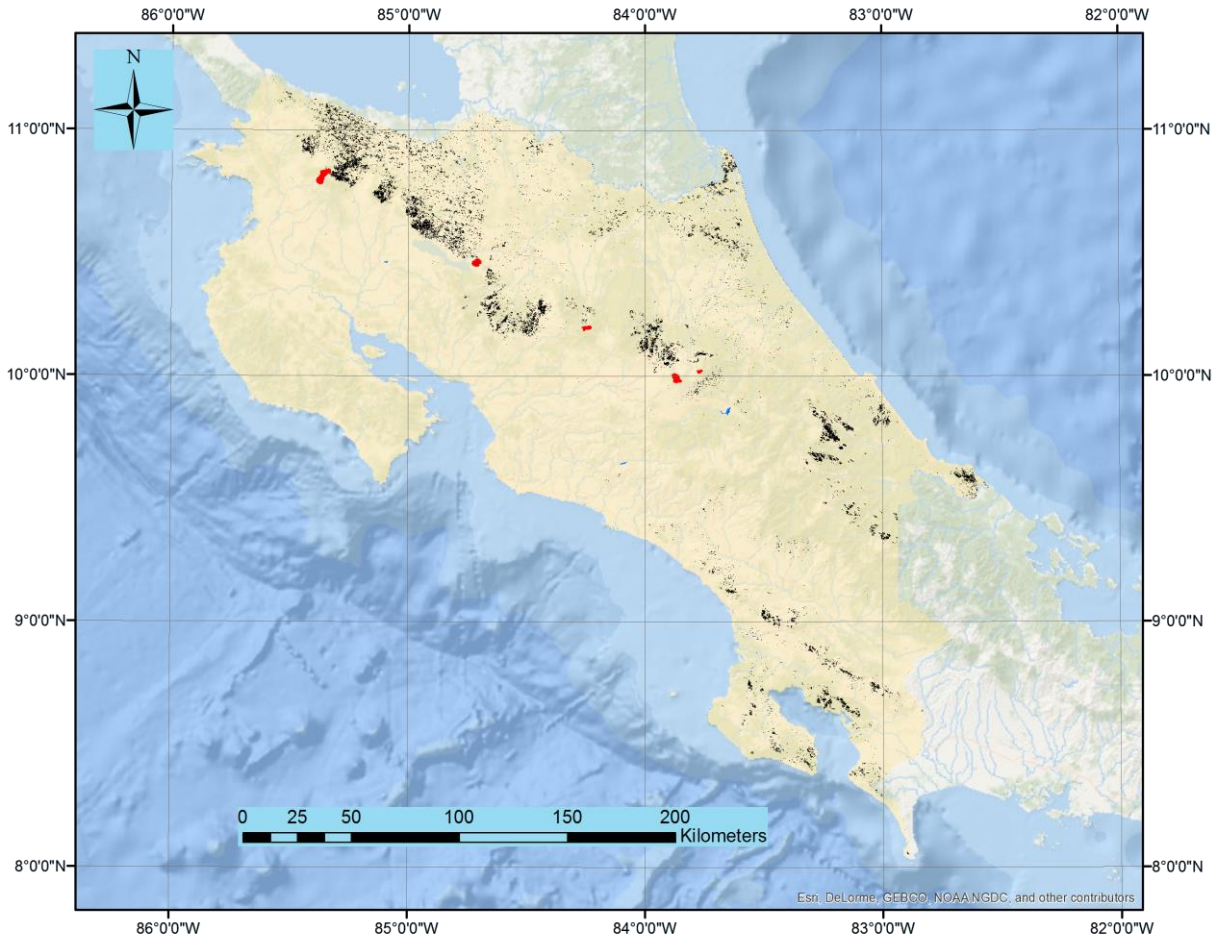 86°0'0"W 85°0'0"W 84°0'0"W 83°0'0"W 82°0'0"W
N
11°0'0"N 11°0'0"N
10°0'0"N 10°0'0"N
9°0'0"N 9°0'0"N
0 25 50 100 150 200
Kilometers
8°0'0"N 8°0'0"N
Esri, DeLorme, GEBCO, NOAA NGDC, and other contributors
86°0'0"W 85°0'0"W 84°0'0"W 83°0'0"W 82°0'0"W